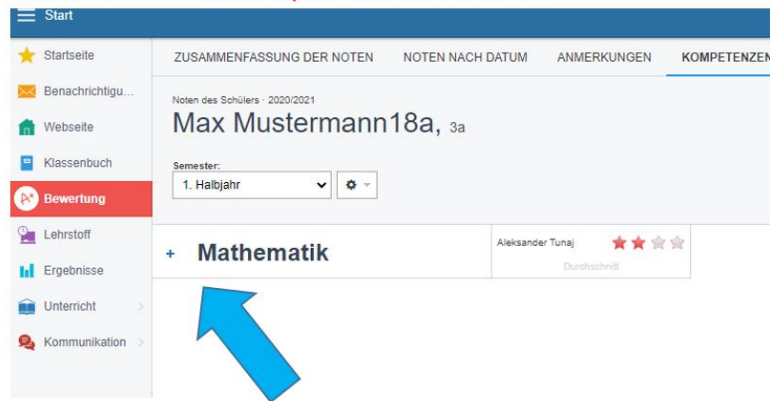 Start
Startseite
Benachrichtigu...
Webseite
Klassenbuch
A+ Bewertung
Lehrstoff
Ergebnisse
Unterricht
Kommunikation
ZUSAMMENFASSUNG DER NOTEN NOTEN NACH DATUM ANMERKUNGEN KOMPETENZEN
Noten des Schülers · 2020/2021
Max Mustermann18a, 3a
Semester:
1. Halbjahr
+ Mathematik
Aleksander Tunaj
Durchschnitt